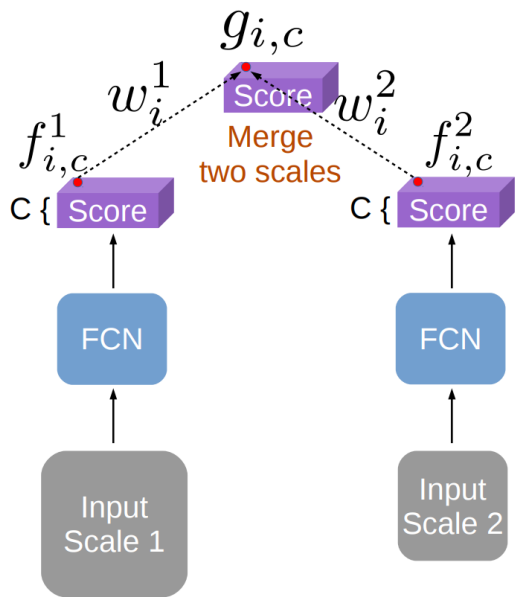 g_{i,c}
Score
w_i^1
w_i^2
Merge
two scales
f_{i,c}^1
f_{i,c}^2
C { Score
C { Score
FCN
FCN
Input
Scale 1
Input
Scale 2